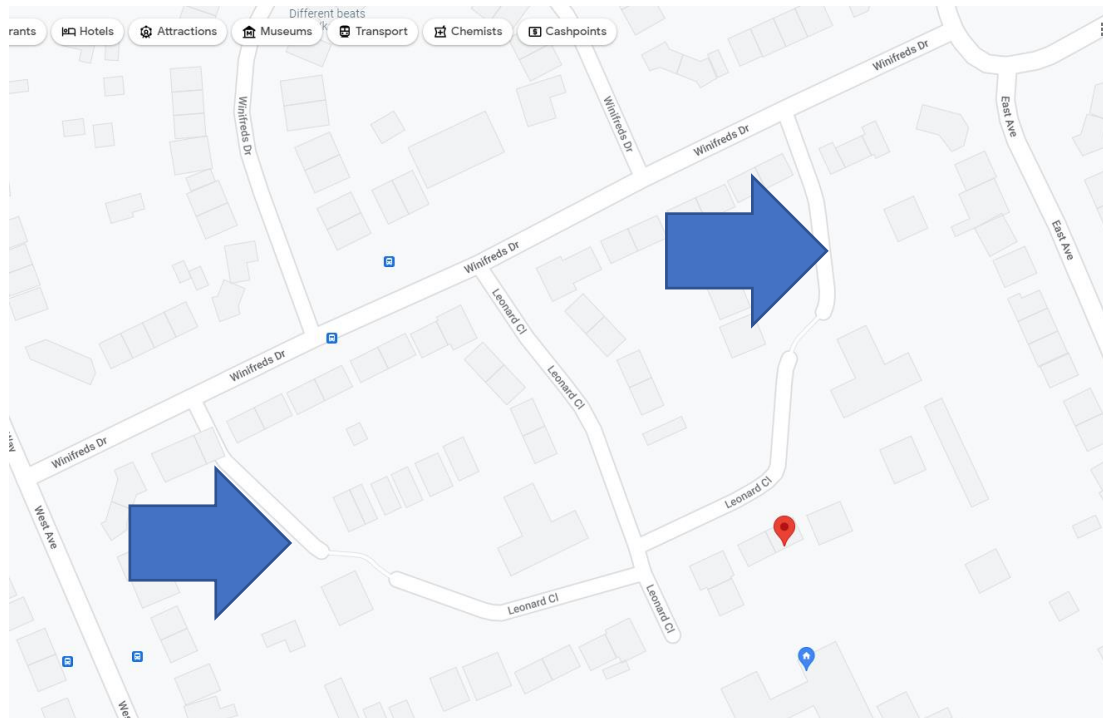 Different beats
rants
Hotels
Attractions
Museums
Transport
Chemists
Cashpoints
Winifreds Dr
Winifreds Dr
Winifreds Dr
Winifreds Dr
East Ave
East Ave
Winifreds Dr
Leonard Cl
Winifreds Dr
Leonard Cl
Winifreds Dr
way
Leonard Cl
West Ave
Leonard Cl
Leonard Cl
Wes